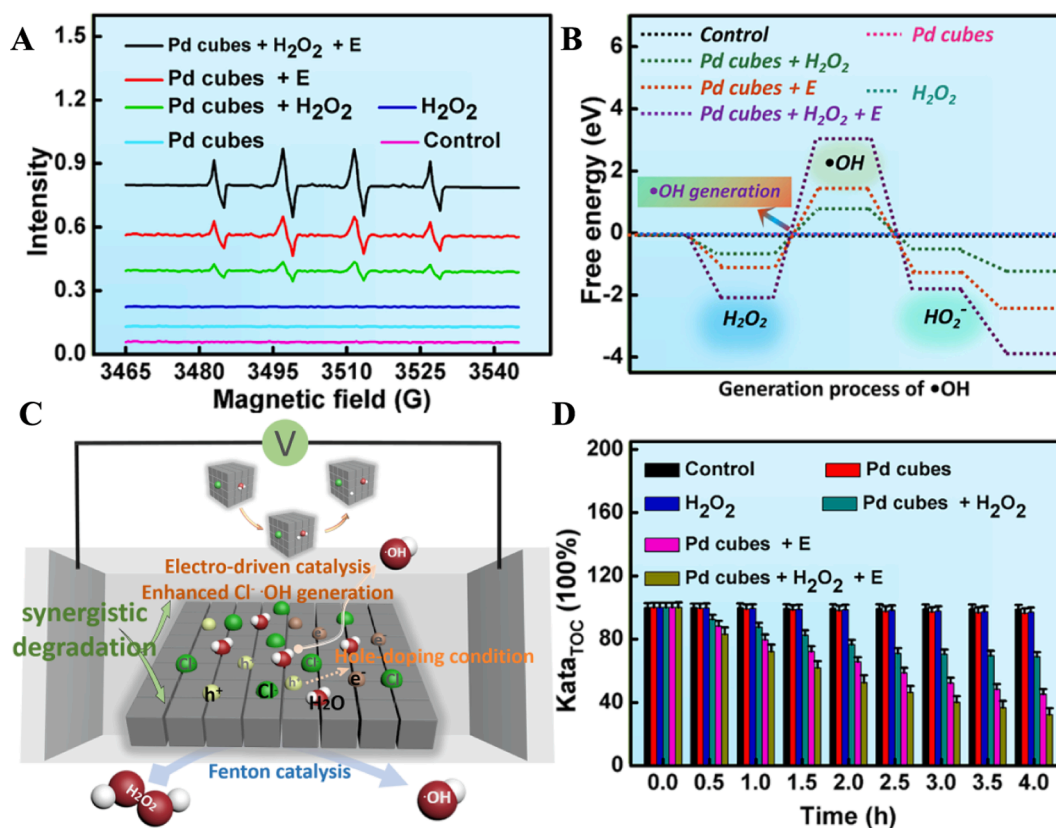 A
1.5
1.2
0.9
0.6
0.3
0.0
Intensity
Pd cubes + H2O2 + E
Pd cubes + E
Pd cubes + H2O2
H2O2
Pd cubes
Control
3465 3480 3495 3510 3525 3540
Magnetic field (G)
B
6
4
2
0
-2
-4
Free energy (eV)
Control
Pd cubes
Pd cubes + H2O2
Pd cubes + E
H2O2
Pd cubes + H2O2 + E
•OH
•OH generation
H2O2
HO2-
Generation process of •OH
C
V
·OH
Electro-driven catalysis
Enhanced Cl- ·OH generation
synergistic
degradation
e-
e-
Hole-doping condition
Cl
h
Cl
h
e-
h+
Cl
H2O
Fenton catalysis
H2O2
·OH
D
200
160
120
80
40
0
KataTOC (100%)
Control
Pd cubes
H2O2
Pd cubes + H2O2
Pd cubes + E
Pd cubes + H2O2 + E
0.0 0.5 1.0 1.5 2.0 2.5 3.0 3.5 4.0
Time (h)